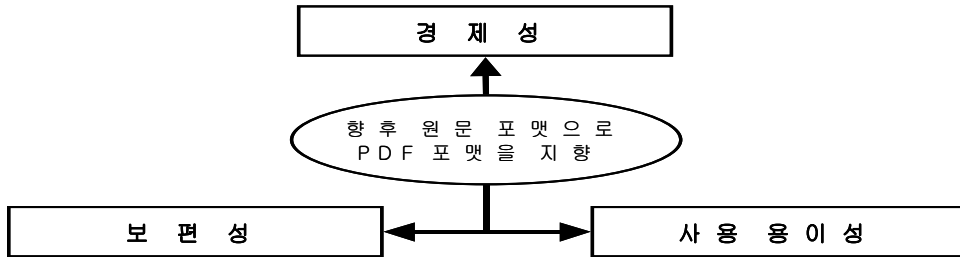 경 제 성
향 후 원 문 포 맷 으 로
P D F 포 맷 을 지 향
보 편 성
사 용 용 이 성